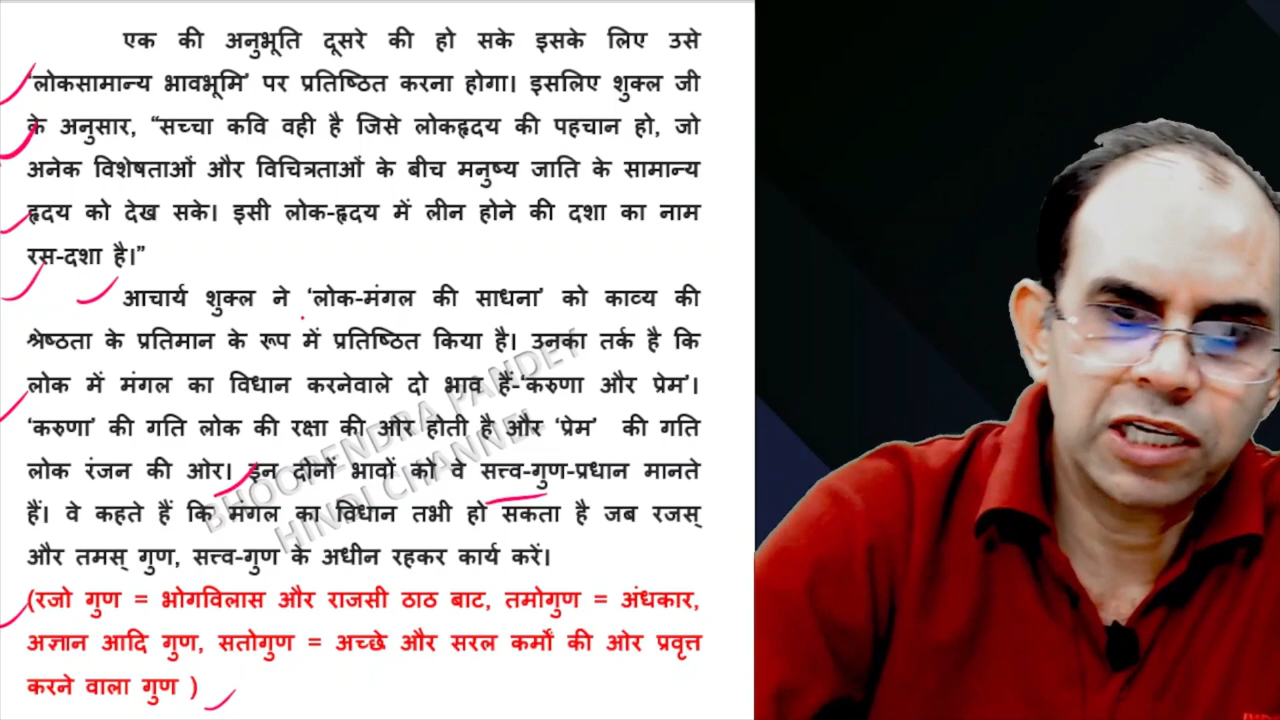 एक की अनुभूति दूसरे की हो सके इसके लिए उसे
'लोकसामान्य भावभूमि' पर प्रतिष्ठित करना होगा। इसलिए शुक्ल जी
के अनुसार, “सच्चा कवि वही है जिसे लोकहृदय की पहचान हो, जो
अनेक विशेषताओं और विचित्रताओं के बीच मनुष्य जाति के सामान्य
हृदय को देख सके। इसी लोक-हृदय में लीन होने की दशा का नाम
रस-दशा है।”
आचार्य शुक्ल ने 'लोक-मंगल की साधना' को काव्य की
श्रेष्ठता के प्रतिमान के रूप में प्रतिष्ठित किया है। उनका तर्क है कि
लोक में मंगल का विधान करनेवाले दो भाव हैं-'करुणा और प्रेम'।
'करुणा' की गति लोक की रक्षा की ओर होती है और 'प्रेम' की गति
लोक रंजन की ओर। इन दोनों भावों को वे सत्त्व-गुण-प्रधान मानते
हैं। वे कहते हैं कि मंगल का विधान तभी हो सकता है जब रजस्
और तमस् गुण, सत्त्व-गुण के अधीन रहकर कार्य करें।
(रजो गुण = भोगविलास और राजसी ठाठ बाट, तमोगुण = अंधकार,
अज्ञान आदि गुण, सतोगुण = अच्छे और सरल कर्मों की ओर प्रवृत्त
करने वाला गुण )
BHOOPENDRA PANDEY
HINDI CHANNEL